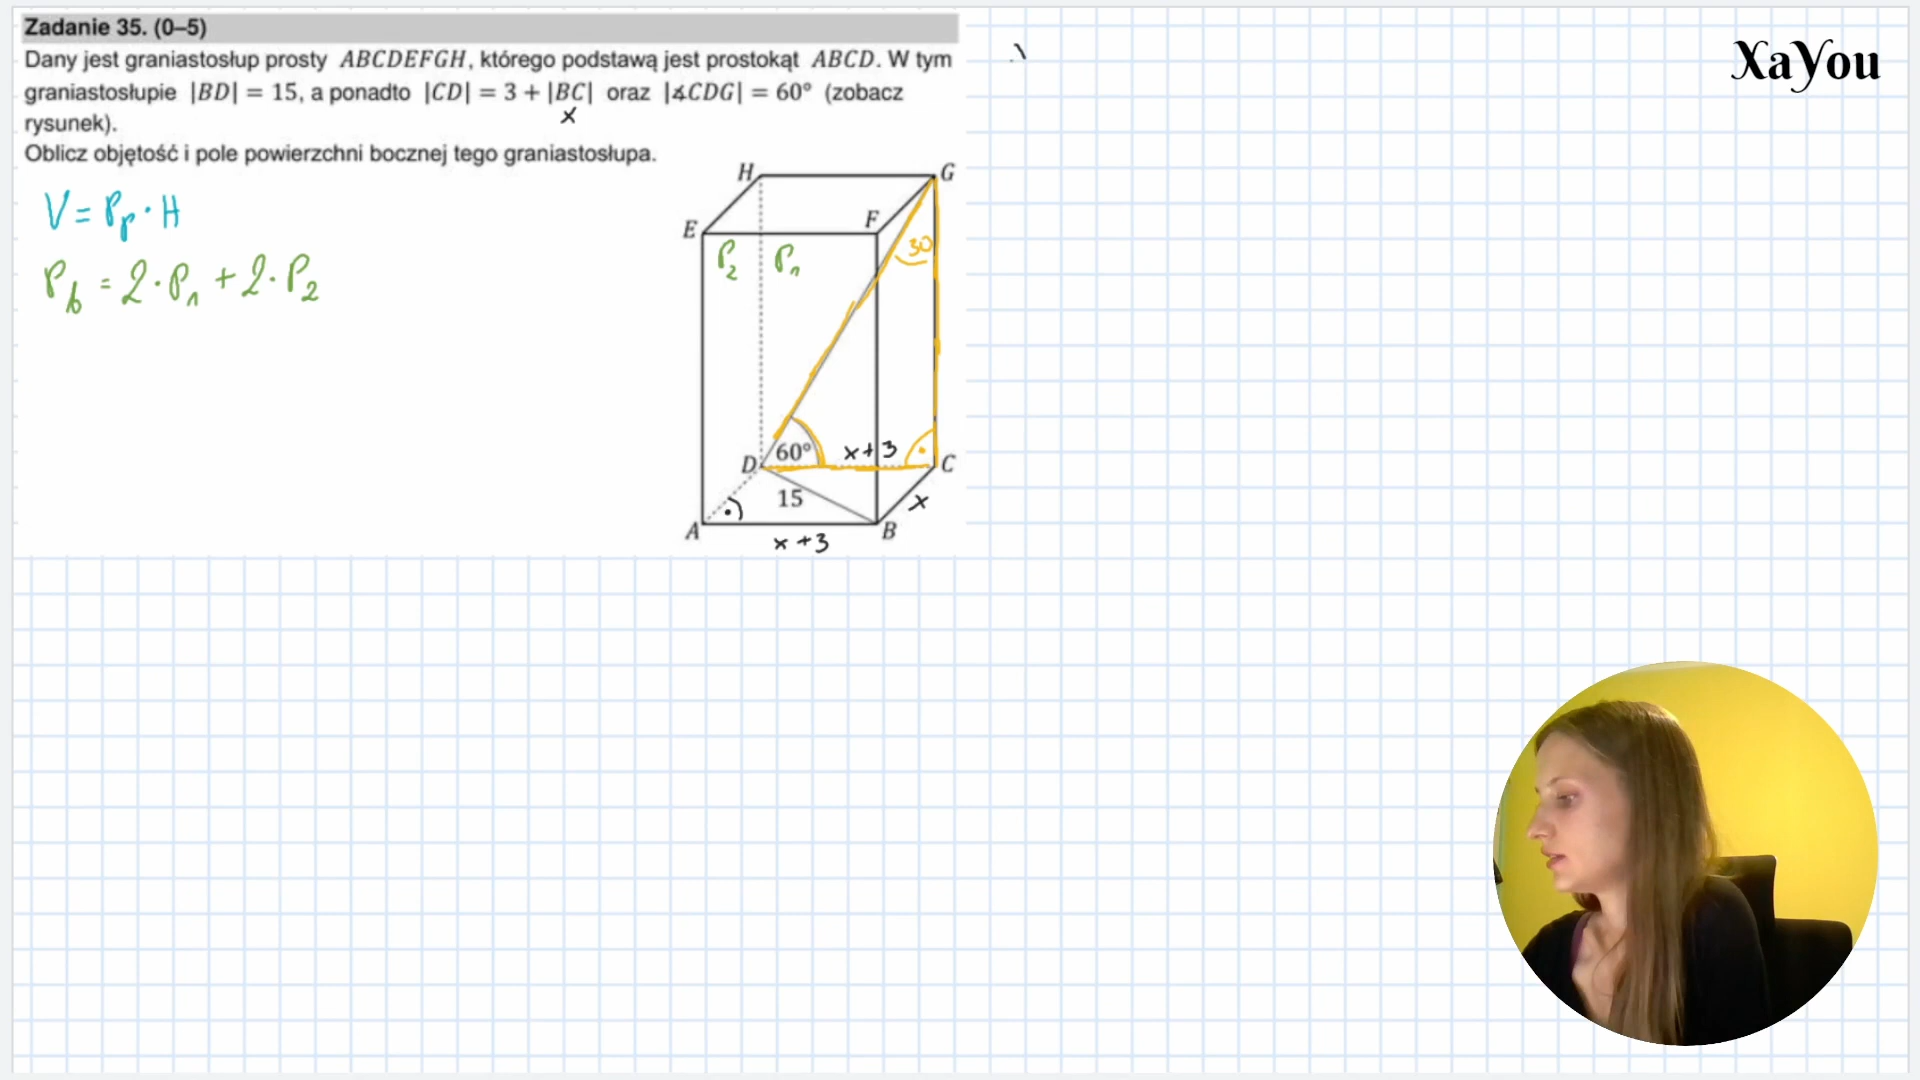 Zadanie 35. (0–5)
Dany jest graniastosłup prosty ABCDEFGH, którego podstawą jest prostokąt ABCD. W tym
graniastosłupie |BD| = 15, a ponadto |CD| = 3 + |BC| oraz |∡CDG| = 60° (zobacz
x
rysunek).
Oblicz objętość i pole powierzchni bocznej tego graniastosłupa.
V = Pp · H
Pb = 2 · P1 + 2 · P2
H G
E F
P2 P1 30
60° x+3
D C
15 x
A B
x+3
XaYou